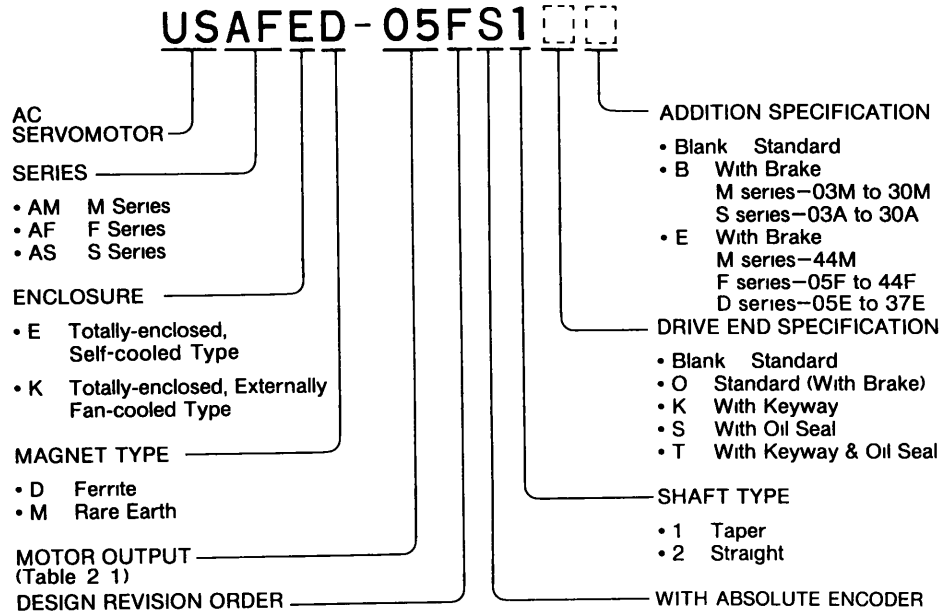 USAFED-05FS1
AC
SERVOMOTOR
SERIES
• AM M Series
• AF F Series
• AS S Series
ENCLOSURE
• E Totally-enclosed,
Self-cooled Type
• K Totally-enclosed, Externally
Fan-cooled Type
MAGNET TYPE
• D Ferrite
• M Rare Earth
MOTOR OUTPUT
(Table 2 1)
DESIGN REVISION ORDER
ADDITION SPECIFICATION
• Blank Standard
• B With Brake
M series-03M to 30M
S series-03A to 30A
• E With Brake
M series-44M
F series-05F to 44F
D series-05E to 37E
DRIVE END SPECIFICATION
• Blank Standard
• O Standard (With Brake)
• K With Keyway
• S With Oil Seal
• T With Keyway & Oil Seal
SHAFT TYPE
• 1 Taper
• 2 Straight
WITH ABSOLUTE ENCODER